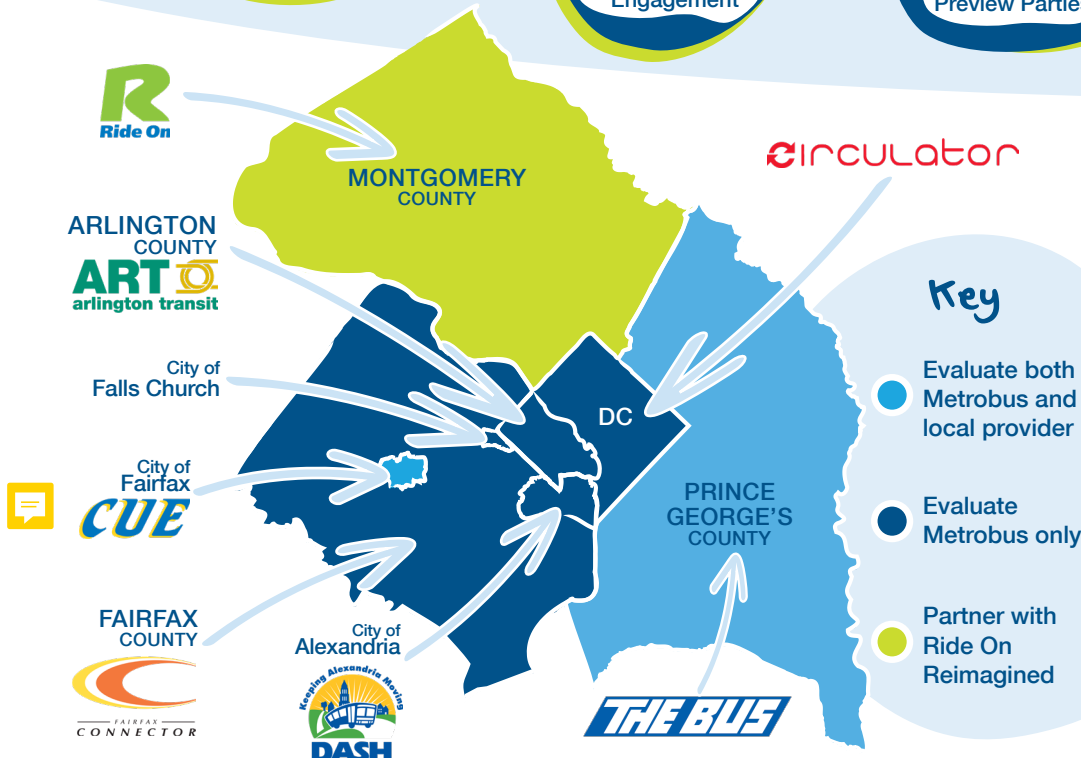 Engagement
Preview Parties
Ride On
MONTGOMERY
COUNTY
circulator
ARLINGTON
COUNTY
ART
arlington transit
Key
City of
Falls Church
DC
Evaluate both
Metrobus and
local provider
City of
Fairfax
CUE
PRINCE
GEORGE'S
COUNTY
Evaluate
Metrobus only
FAIRFAX
COUNTY
FAIRFAX
CONNECTOR
City of
Alexandria
Keeping Alexandria Moving
DASH
THE BUS
Partner with
Ride On
Reimagined